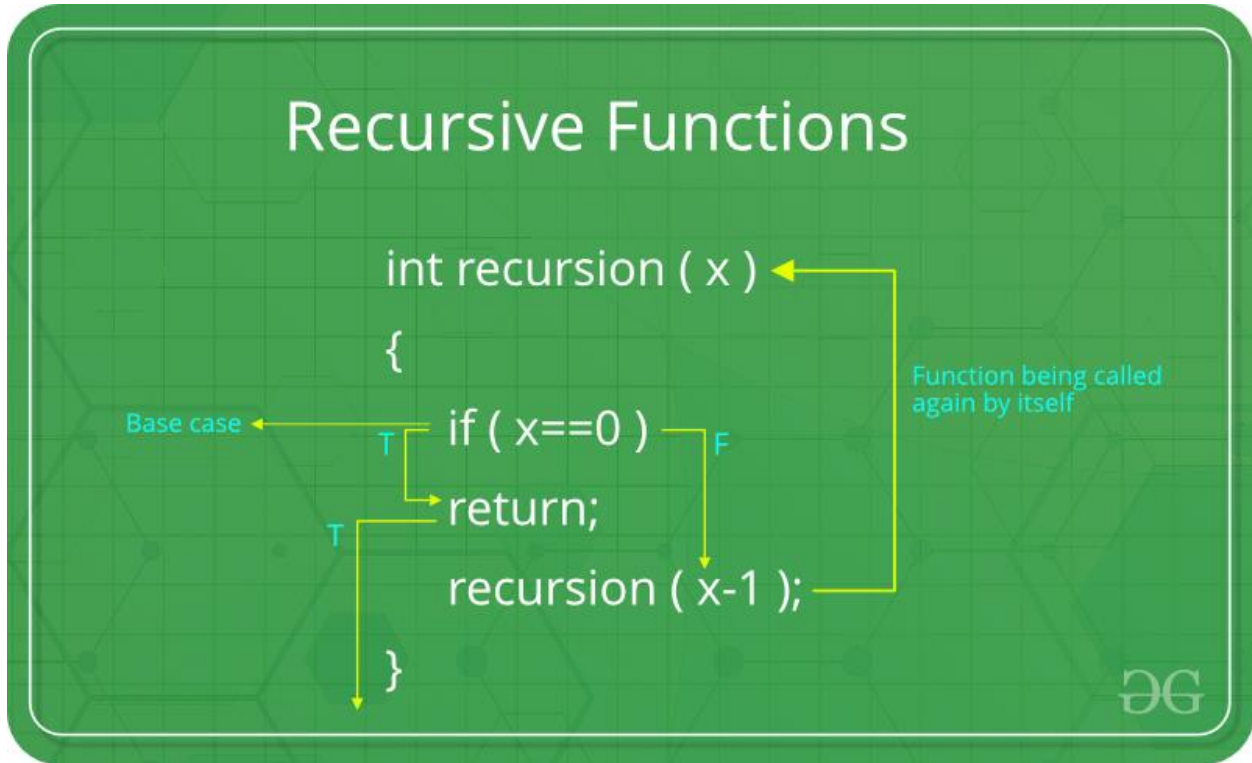 Recursive Functions
int recursion ( x )
{
Function being called
again by itself
Base case
T
if ( x==0 )
F
return;
T
recursion ( x-1 );
}
GG